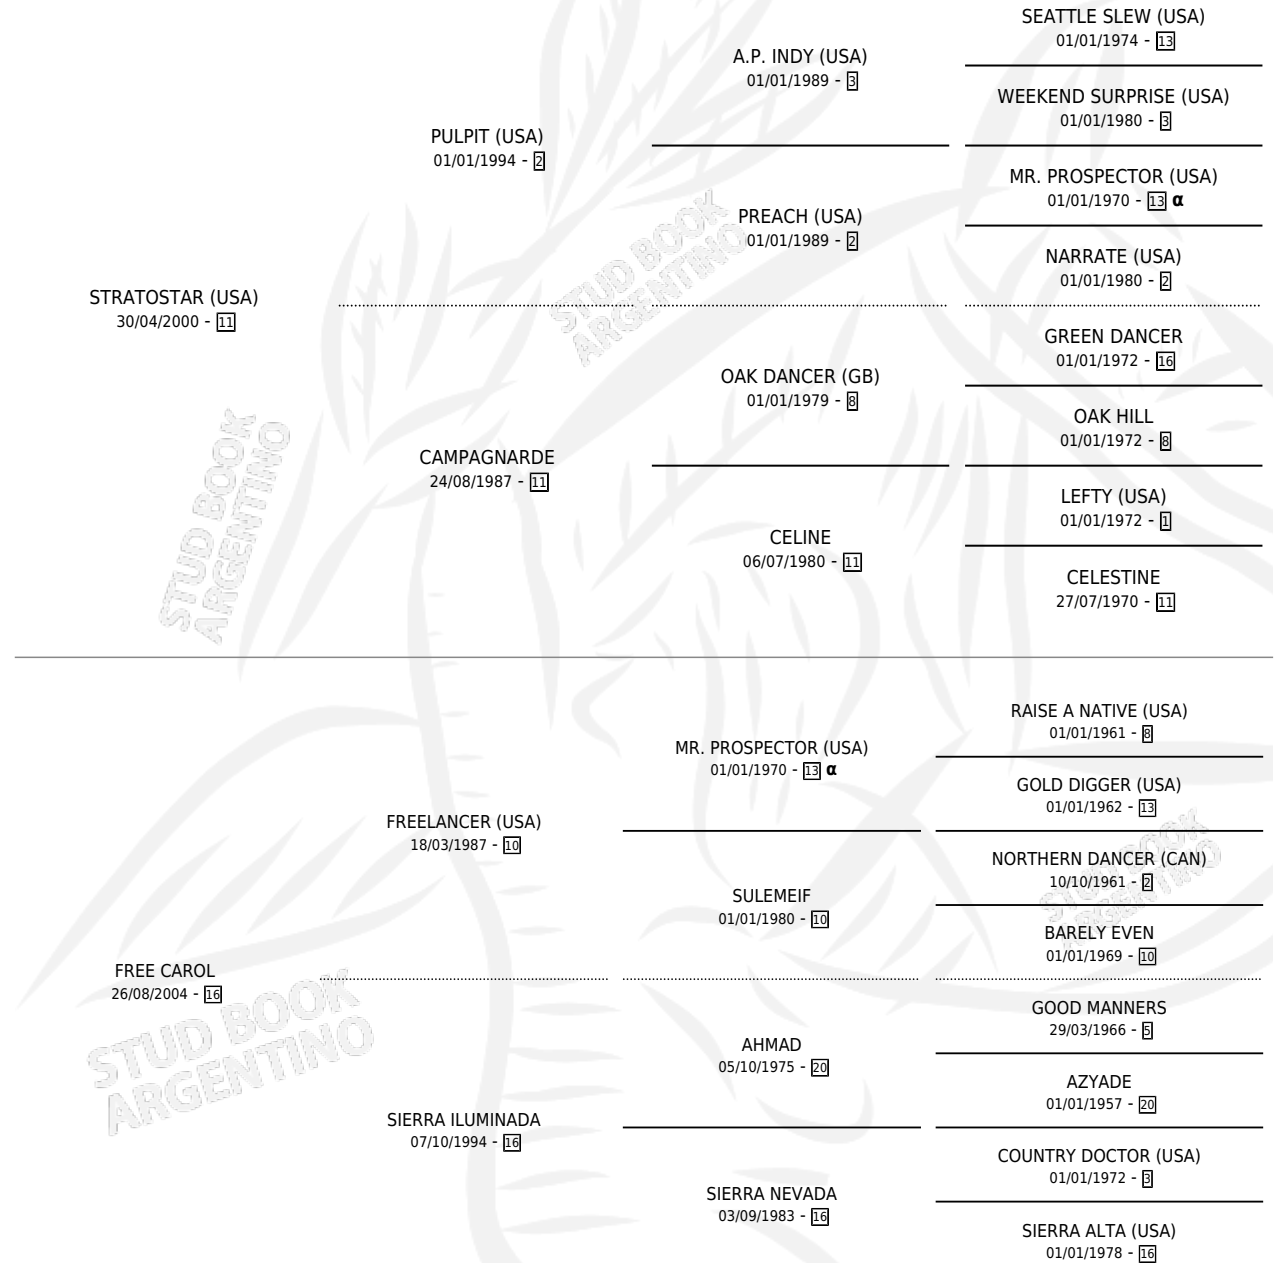 SEATTLE SLEW (USA)
01/01/1974 - 13
A.P. INDY (USA)
01/01/1989 - 3
WEEKEND SURPRISE (USA)
01/01/1980 - 3
PULPIT (USA)
01/01/1994 - 2
MR. PROSPECTOR (USA)
01/01/1970 - 13 α
PREACH (USA)
01/01/1989 - 2
NARRATE (USA)
01/01/1980 - 2
STRATOSTAR (USA)
30/04/2000 - 11
GREEN DANCER
01/01/1972 - 16
OAK DANCER (GB)
01/01/1979 - 8
OAK HILL
01/01/1972 - 8
CAMPAGNARDE
24/08/1987 - 11
LEFTY (USA)
01/01/1972 - 1
CELINE
06/07/1980 - 11
CELESTINE
27/07/1970 - 11
RAISE A NATIVE (USA)
01/01/1961 - 8
MR. PROSPECTOR (USA)
01/01/1970 - 13 α
GOLD DIGGER (USA)
01/01/1962 - 13
FREELANCER (USA)
18/03/1987 - 10
NORTHERN DANCER (CAN)
10/10/1961 - 2
SULEMEIF
01/01/1980 - 10
BARELY EVEN
01/01/1969 - 10
FREE CAROL
26/08/2004 - 16
GOOD MANNERS
29/03/1966 - 5
AHMAD
05/10/1975 - 20
AZYADE
01/01/1957 - 20
SIERRA ILUMINADA
07/10/1994 - 16
COUNTRY DOCTOR (USA)
01/01/1972 - 3
SIERRA NEVADA
03/09/1983 - 16
SIERRA ALTA (USA)
01/01/1978 - 16
STUD BOOK
ARGENTINO
STUD BOOK
ARGENTINO
STUD BOOK
ARGENTINO
STUD BOOK
ARGENTINO